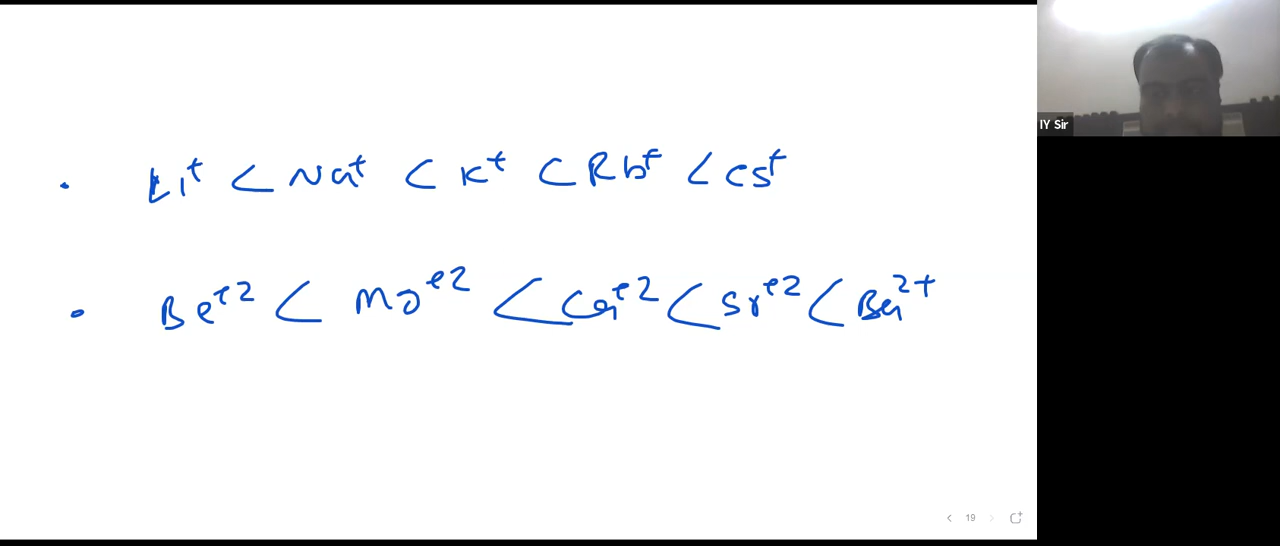 . Li⁺ < Na⁺ < K⁺ < Rb⁺ < Cs⁺
. Be⁺² < Mg⁺² < Ca⁺² < Sr⁺² < Ba²⁺
IY Sir
19